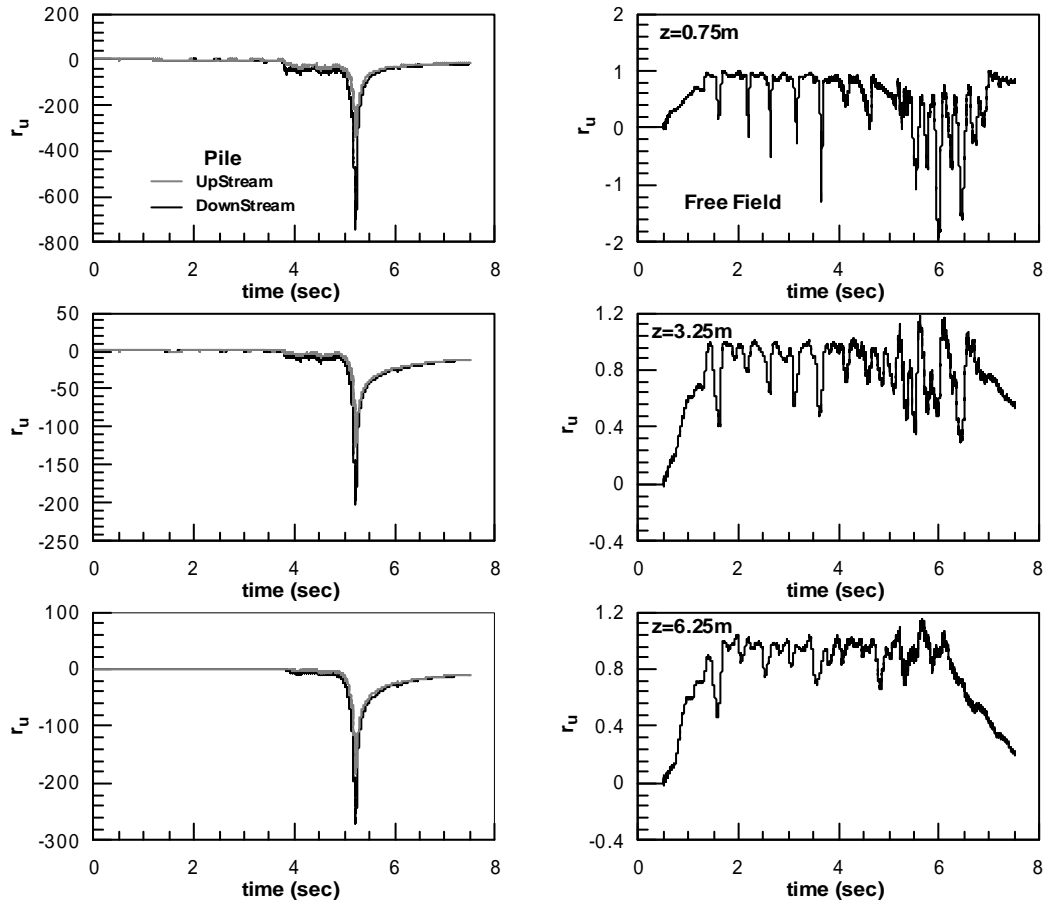 200
0
-200
-400
-600
-800
r_u
Pile
UpStream
DownStream
0 2 4 6 8
time (sec)
2
1
0
-1
-2
r_u
z=0.75m
Free Field
0 2 4 6 8
time (sec)
50
0
-50
-100
-150
-200
-250
r_u
0 2 4 6 8
time (sec)
1.2
0.8
0.4
0
-0.4
r_u
z=3.25m
0 2 4 6 8
time (sec)
100
0
-100
-200
-300
r_u
0 2 4 6 8
time (sec)
1.2
0.8
0.4
0
-0.4
r_u
z=6.25m
0 2 4 6 8
time (sec)